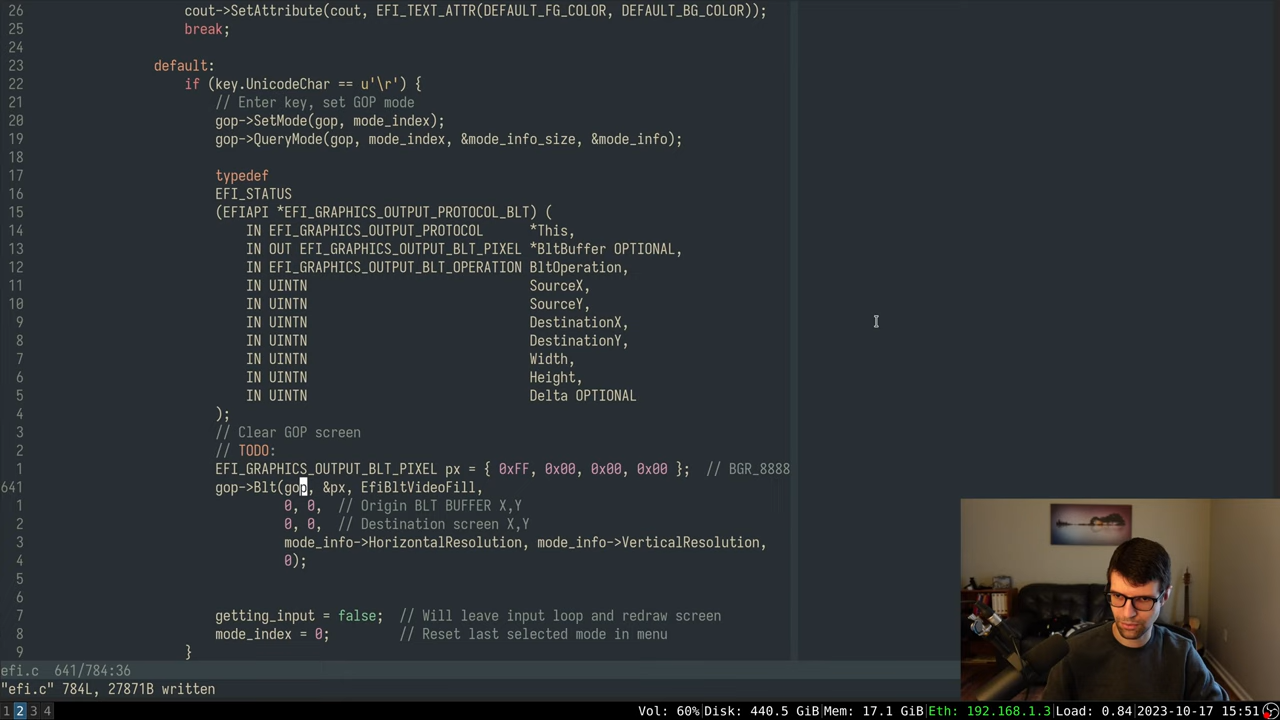 26 cout->SetAttribute(cout, EFI_TEXT_ATTR(DEFAULT_FG_COLOR, DEFAULT_BG_COLOR));
25 break;
24
23 default:
22 if (key.UnicodeChar == u'\r') {
21 // Enter key, set GOP mode
20 gop->SetMode(gop, mode_index);
19 gop->QueryMode(gop, mode_index, &mode_info_size, &mode_info);
18
17 typedef
16 EFI_STATUS
15 (EFIAPI *EFI_GRAPHICS_OUTPUT_PROTOCOL_BLT) (
14 IN EFI_GRAPHICS_OUTPUT_PROTOCOL *This,
13 IN OUT EFI_GRAPHICS_OUTPUT_BLT_PIXEL *BltBuffer OPTIONAL,
12 IN EFI_GRAPHICS_OUTPUT_BLT_OPERATION BltOperation,
11 IN UINTN SourceX,
10 IN UINTN SourceY,
9 IN UINTN DestinationX,
8 IN UINTN DestinationY,
7 IN UINTN Width,
6 IN UINTN Height,
5 IN UINTN Delta OPTIONAL
4 );
3 // Clear GOP screen
2 // TODO:
1 EFI_GRAPHICS_OUTPUT_BLT_PIXEL px = { 0xFF, 0x00, 0x00, 0x00 }; // BGR_8888
641 gop->Blt(gop, &px, EfiBltVideoFill,
1 0, 0, // Origin BLT BUFFER X,Y
2 0, 0, // Destination screen X,Y
3 mode_info->HorizontalResolution, mode_info->VerticalResolution,
4 0);
5
6
7 getting_input = false; // Will leave input loop and redraw screen
8 mode_index = 0; // Reset last selected mode in menu
9 }
efi.c 641/784:36
"efi.c" 784L, 27871B written
1 2 3 4 Vol: 60%|Disk: 440.5 GiB|Mem: 17.1 GiB|Eth: 192.168.1.3|Load: 0.84|2023-10-17 15:51